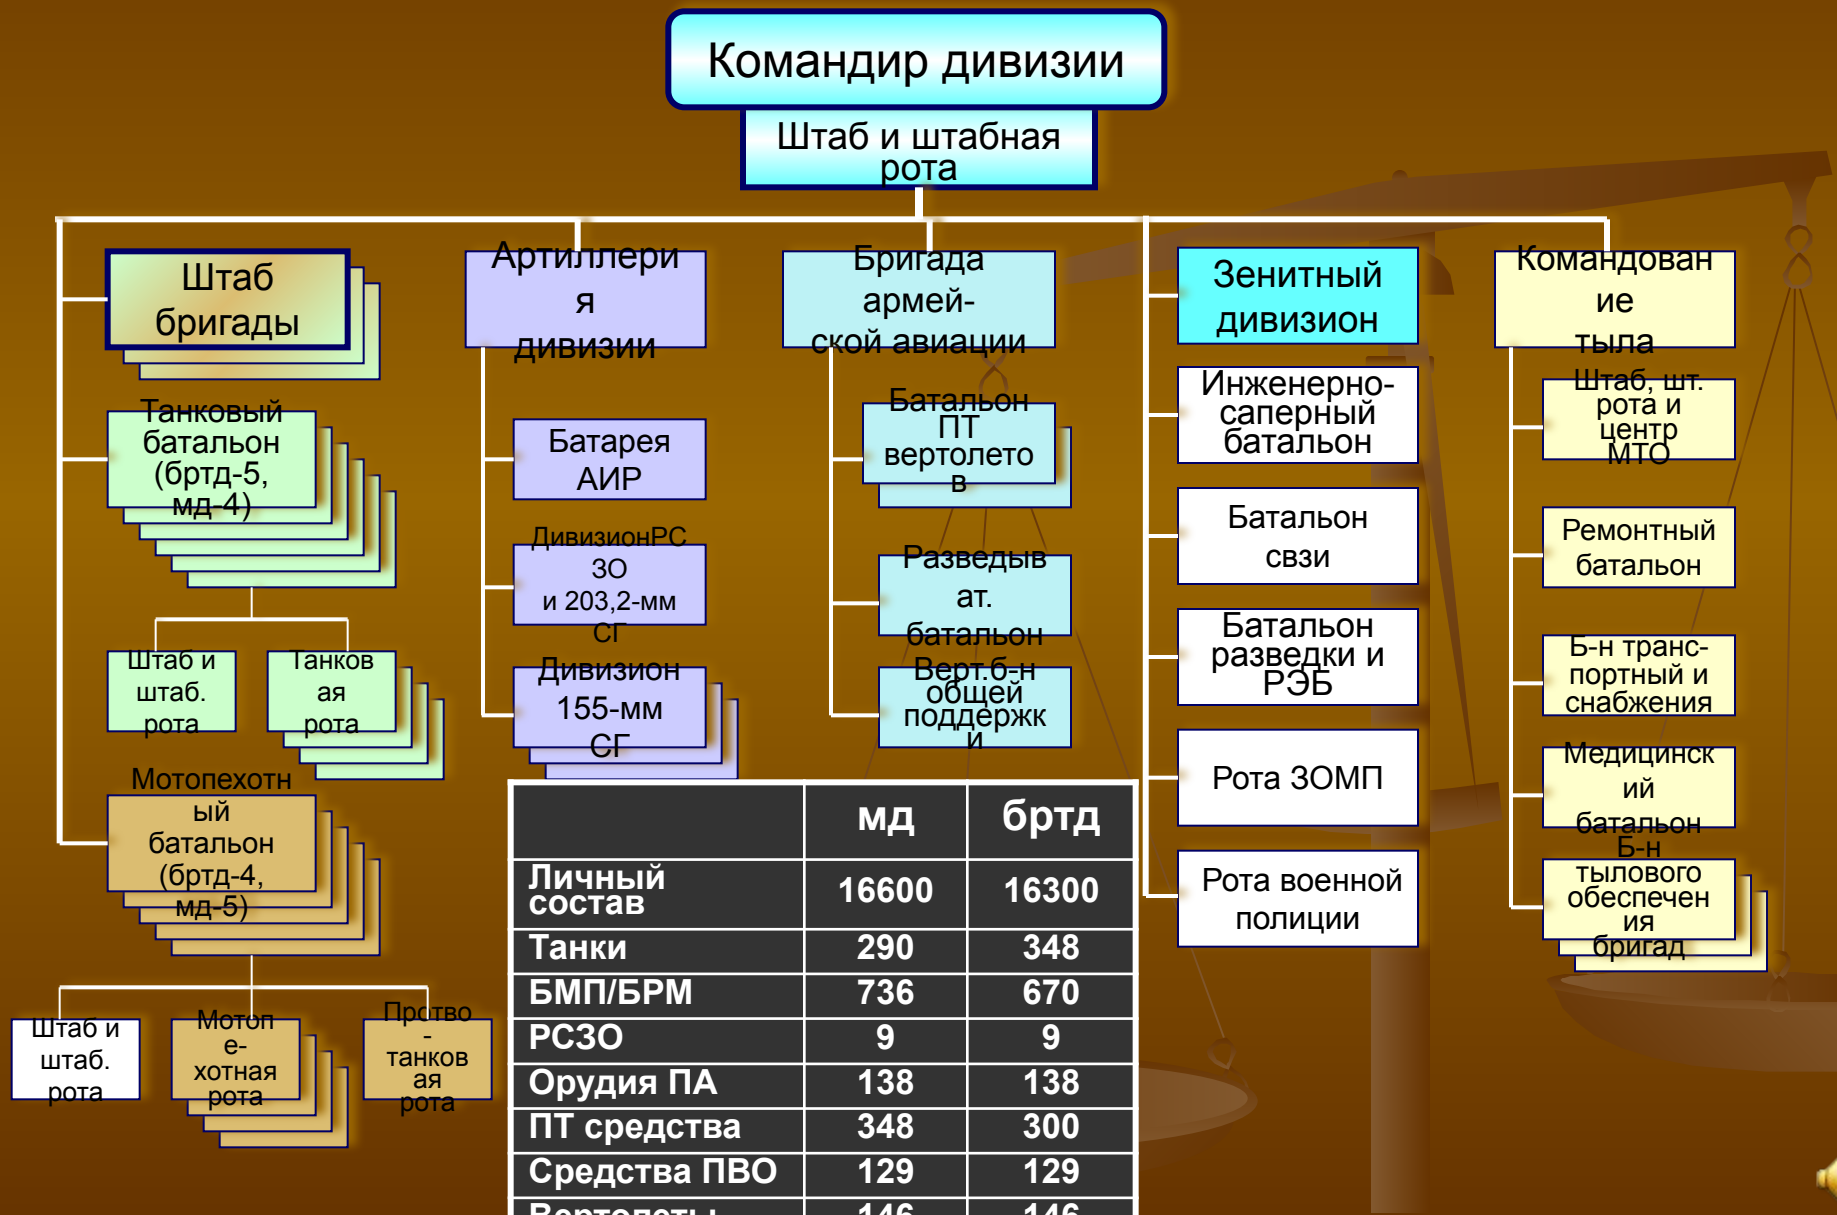 Командир дивизии
Штаб и штабная
рота
Штаб
бригады
Танковый
батальон
(бртд-5,
мд-4)
Штаб и
штаб.
рота
Танков
ая
рота
Мотопехотн
ый
батальон
(бртд-4,
мд-5)
Штаб и
штаб.
рота
Мотоп
е-
хотная
рота
Протво
-
танков
ая
рота
Артиллери
я
дивизии
Батарея
АИР
ДивизионРС
ЗО
и 203,2-мм
СГ
Дивизион
155-мм
СГ
Бригада
армей-
ской авиации
Батальон
ПТ
вертолето
в
Разведыв
ат.
батальон
Верт.б-н
общей
поддержк
и
Зенитный
дивизион
Инженерно-
саперный
батальон
Батальон
свзи
Батальон
разведки и
РЭБ
Рота ЗОМП
Рота военной
полиции
Командован
ие
тыла
Штаб, шт.
рота и
центр
МТО
Ремонтный
батальон
Б-н транс-
портный и
снабжения
Медицинск
ий
батальон
Б-н
тылового
обеспечен
ия
бригад
мд бртд
Личный
состав 16600 16300
Танки 290 348
БМП/БРМ 736 670
РСЗО 9 9
Орудия ПА 138 138
ПТ средства 348 300
Средства ПВО 129 129
Вертолеты 146 146